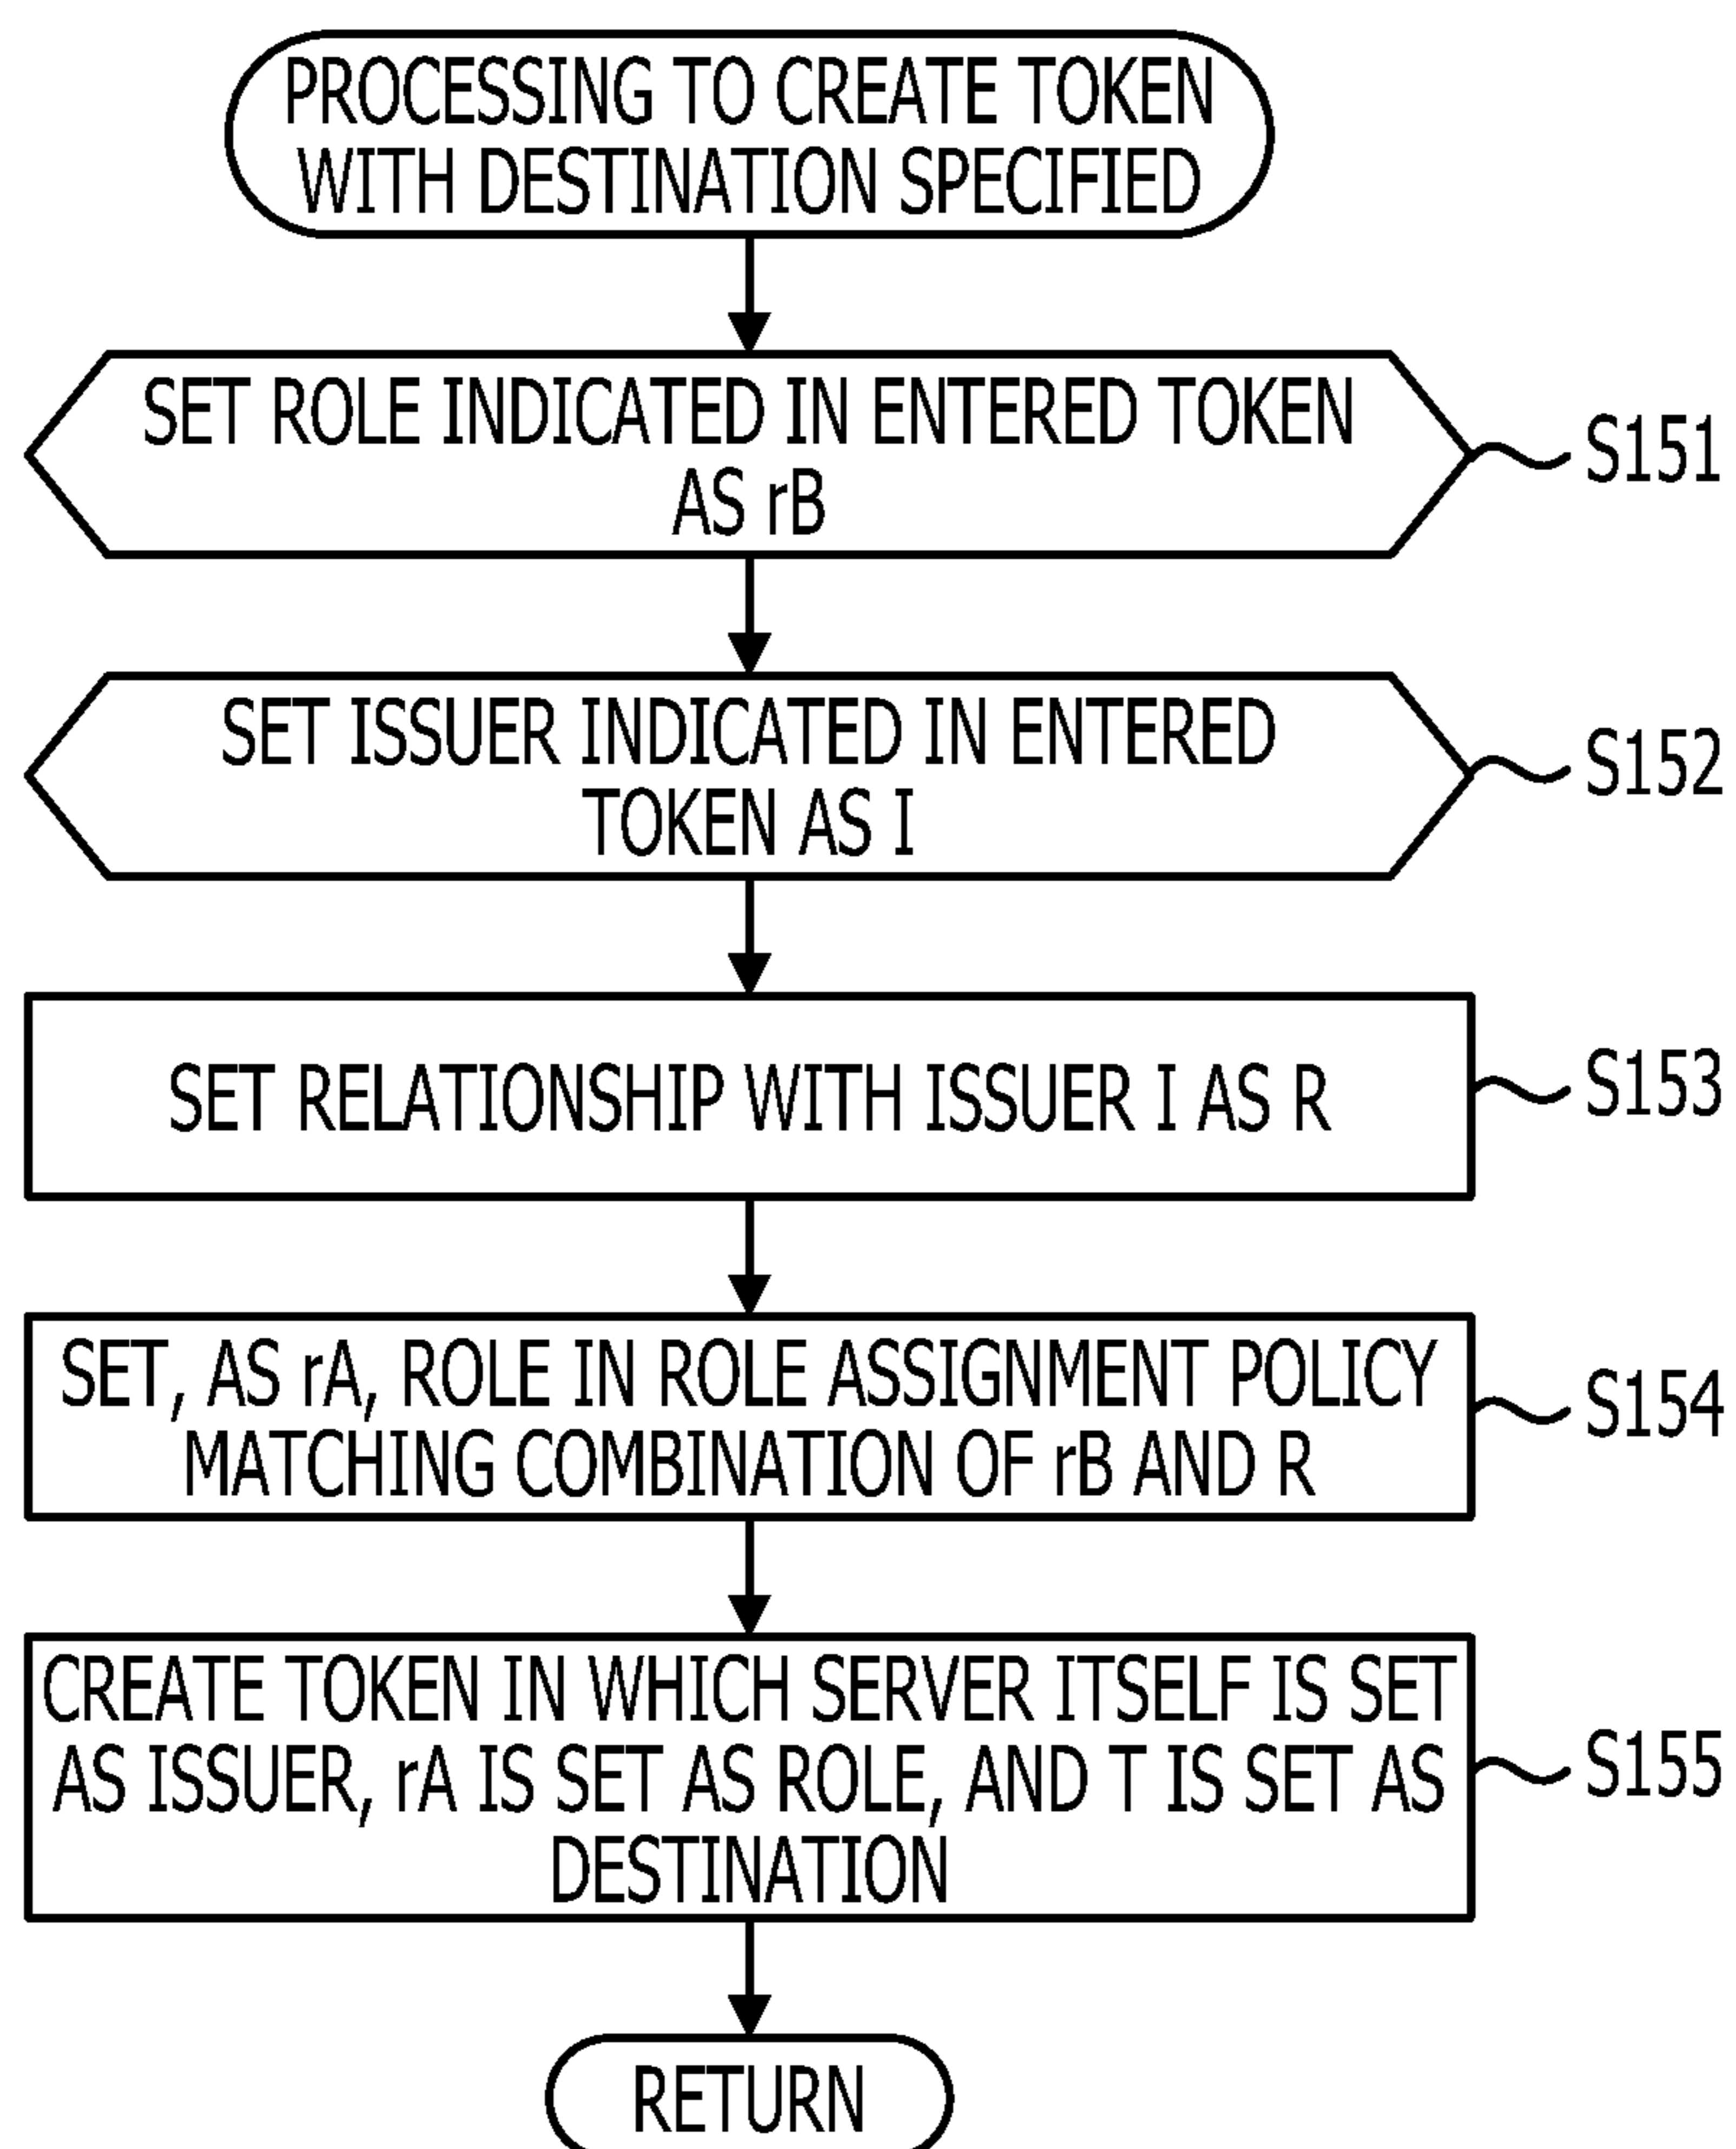 PROCESSING TO CREATE TOKEN
WITH DESTINATION SPECIFIED
SET ROLE INDICATED IN ENTERED TOKEN
AS rB
S151
SET ISSUER INDICATED IN ENTERED
TOKEN AS I
S152
SET RELATIONSHIP WITH ISSUER I AS R
S153
SET, AS rA, ROLE IN ROLE ASSIGNMENT POLICY
MATCHING COMBINATION OF rB AND R
S154
CREATE TOKEN IN WHICH SERVER ITSELF IS SET
AS ISSUER, rA IS SET AS ROLE, AND T IS SET AS
DESTINATION
S155
RETURN